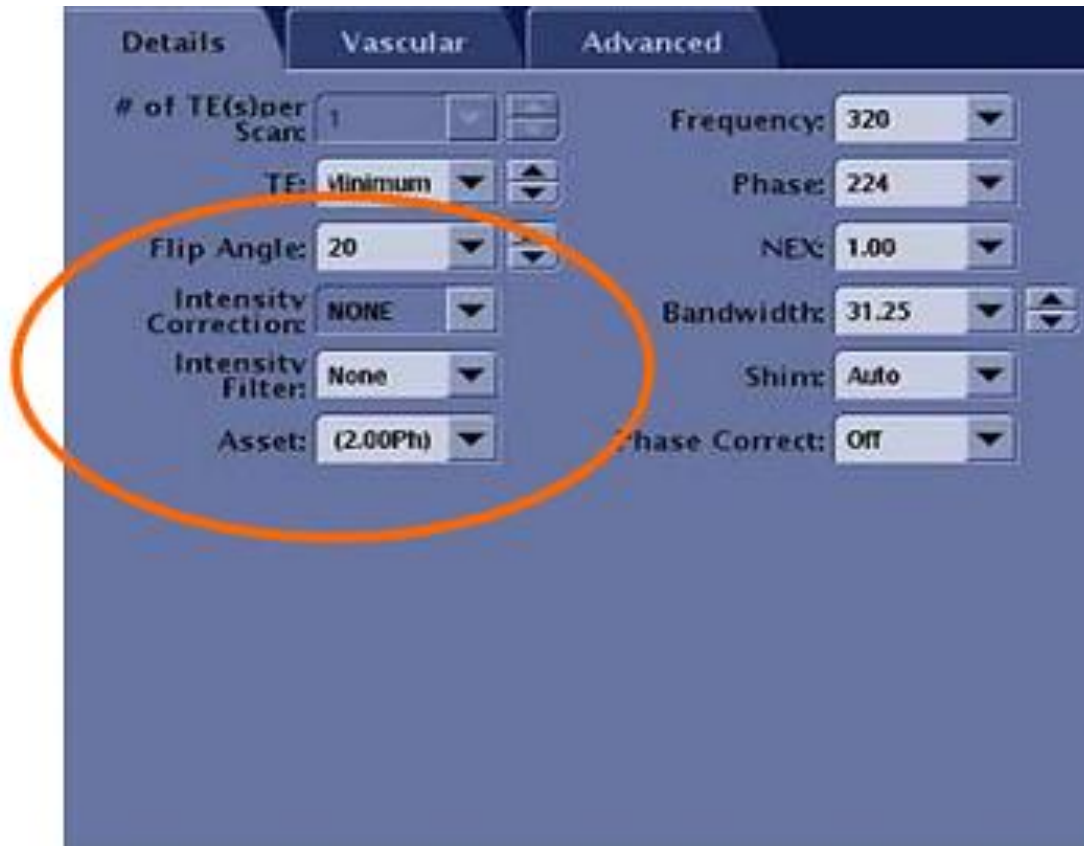 Details Vascular Advanced
# of TE(s)per
Scan: 1
Frequency: 320
TE: Minimum
Phase: 224
Flip Angle: 20
NEX: 1.00
Intensity
Correction: NONE
Bandwidth: 31.25
Intensity
Filter: None
Shim: Auto
Asset: (2.00Ph)
Phase Correct: Off